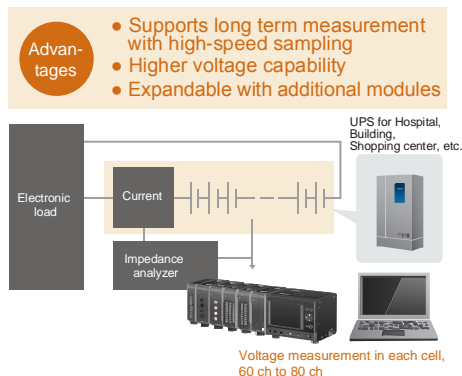 Advan-
tages
● Supports long term measurement
with high-speed sampling
● Higher voltage capability
● Expandable with additional modules
UPS for Hospital,
Building,
Shopping center, etc.
Electronic
load
Current
Impedance
analyzer
Voltage measurement in each cell,
60 ch to 80 ch